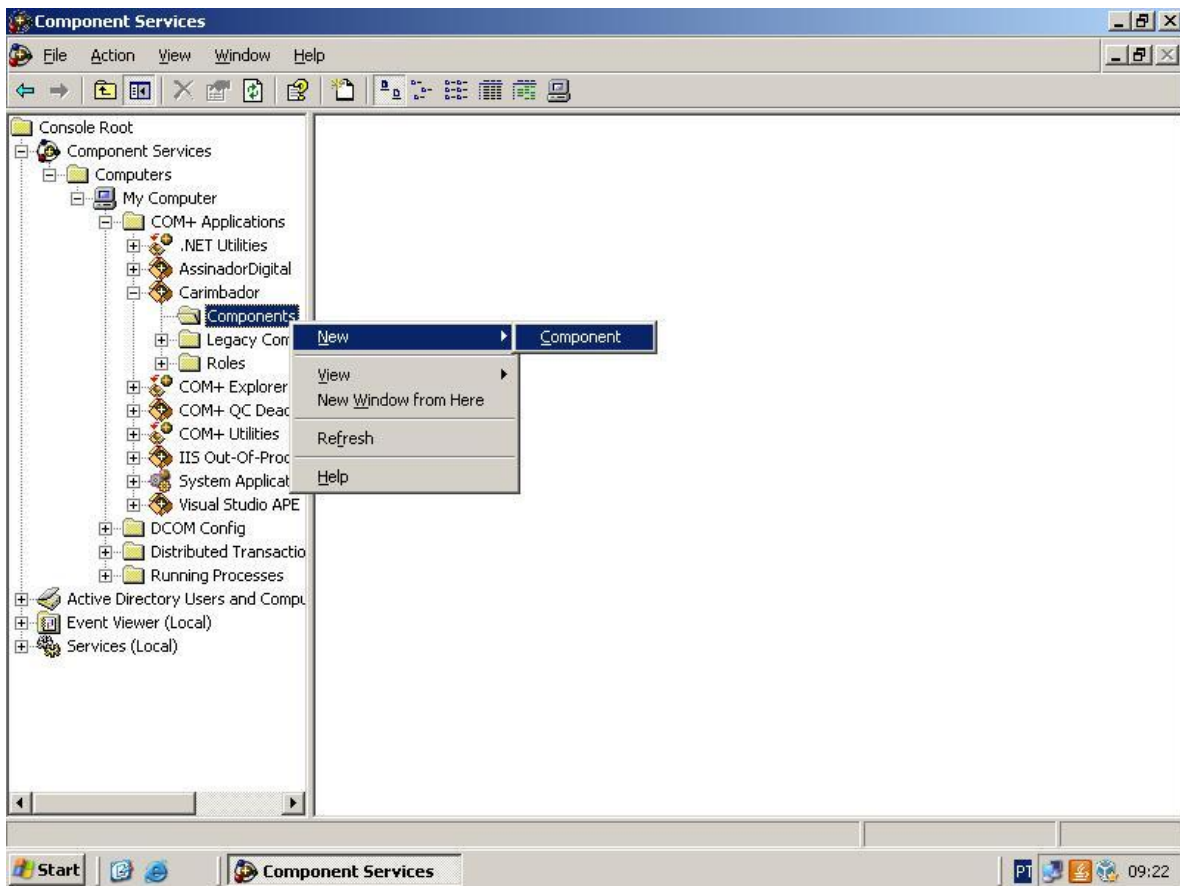 Component Services
File Action View Window Help
Console Root
Component Services
Computers
My Computer
COM+ Applications
.NET Utilities
AssinadorDigital
Carimbador
Components
Legacy Com
Roles
COM+ Explorer
COM+ QC Dead
COM+ Utilities
IIS Out-Of-Proc
System Applicat
Visual Studio APE
DCOM Config
Distributed Transactio
Running Processes
Active Directory Users and Compu
Event Viewer (Local)
Services (Local)
New
Component
View
New Window from Here
Refresh
Help
Start Component Services PT 09:22